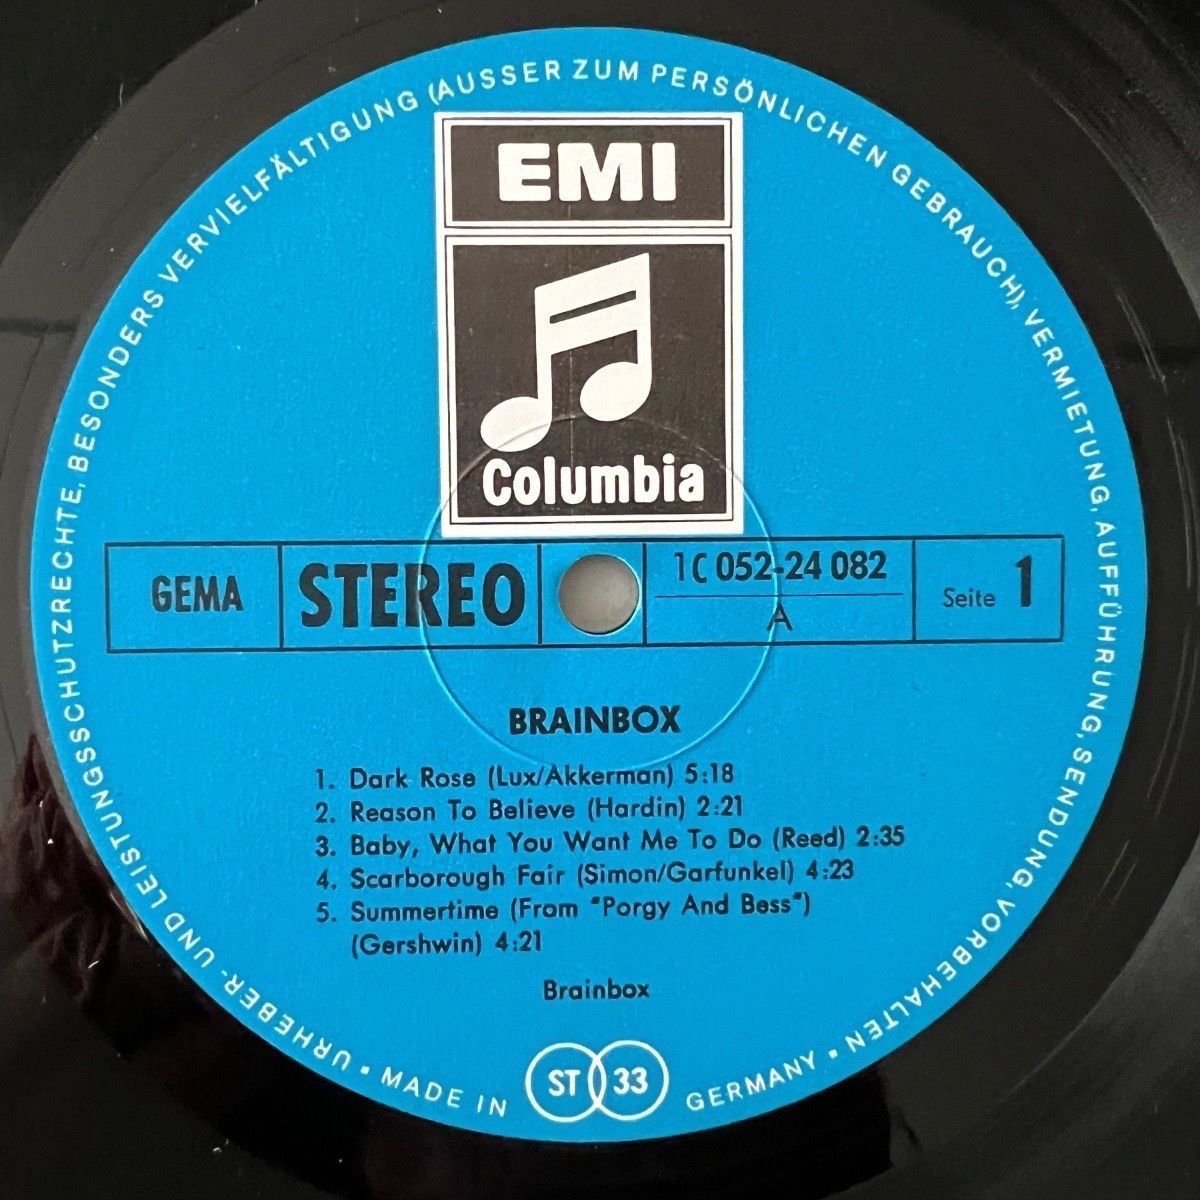 URHEBER- UND LEISTUNGSSCHUTZRECHTE, BESONDERS VERVIELFÄLTIGUNG (AUSSER ZUM PERSÖNLICHEN GEBRAUCH), VERMIETUNG, AUFFÜHRUNG, SENDUNG, VORBEHALTEN
EMI
Columbia
GEMA
STEREO
1C 052-24 082
A
Seite 1
BRAINBOX
1. Dark Rose (Lux/Akkerman) 5:18
2. Reason To Believe (Hardin) 2:21
3. Baby, What You Want Me To Do (Reed) 2:35
4. Scarborough Fair (Simon/Garfunkel) 4:23
5. Summertime (From "Porgy And Bess")
(Gershwin) 4:21
Brainbox
• MADE IN
ST 33
GERMANY •